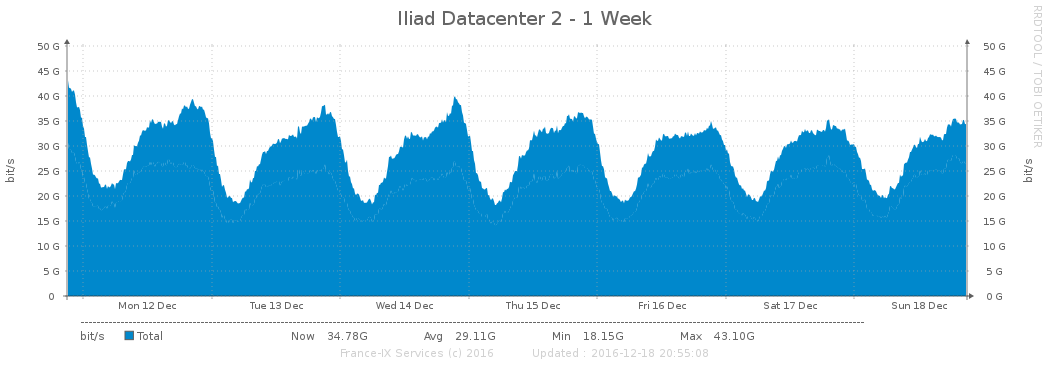 Iliad Datacenter 2 - 1 Week
RRDTOOL / TOBI OETIKER
bit/s
bit/s
50 G 50 G
45 G 45 G
40 G 40 G
35 G 35 G
30 G 30 G
25 G 25 G
20 G 20 G
15 G 15 G
10 G 10 G
5 G 5 G
0 0 G
Mon 12 Dec Tue 13 Dec Wed 14 Dec Thu 15 Dec Fri 16 Dec Sat 17 Dec Sun 18 Dec
bit/s Total Now 34.78G Avg 29.11G Min 18.15G Max 43.10G
France-IX Services (c) 2016 Updated : 2016-12-18 20:55:08